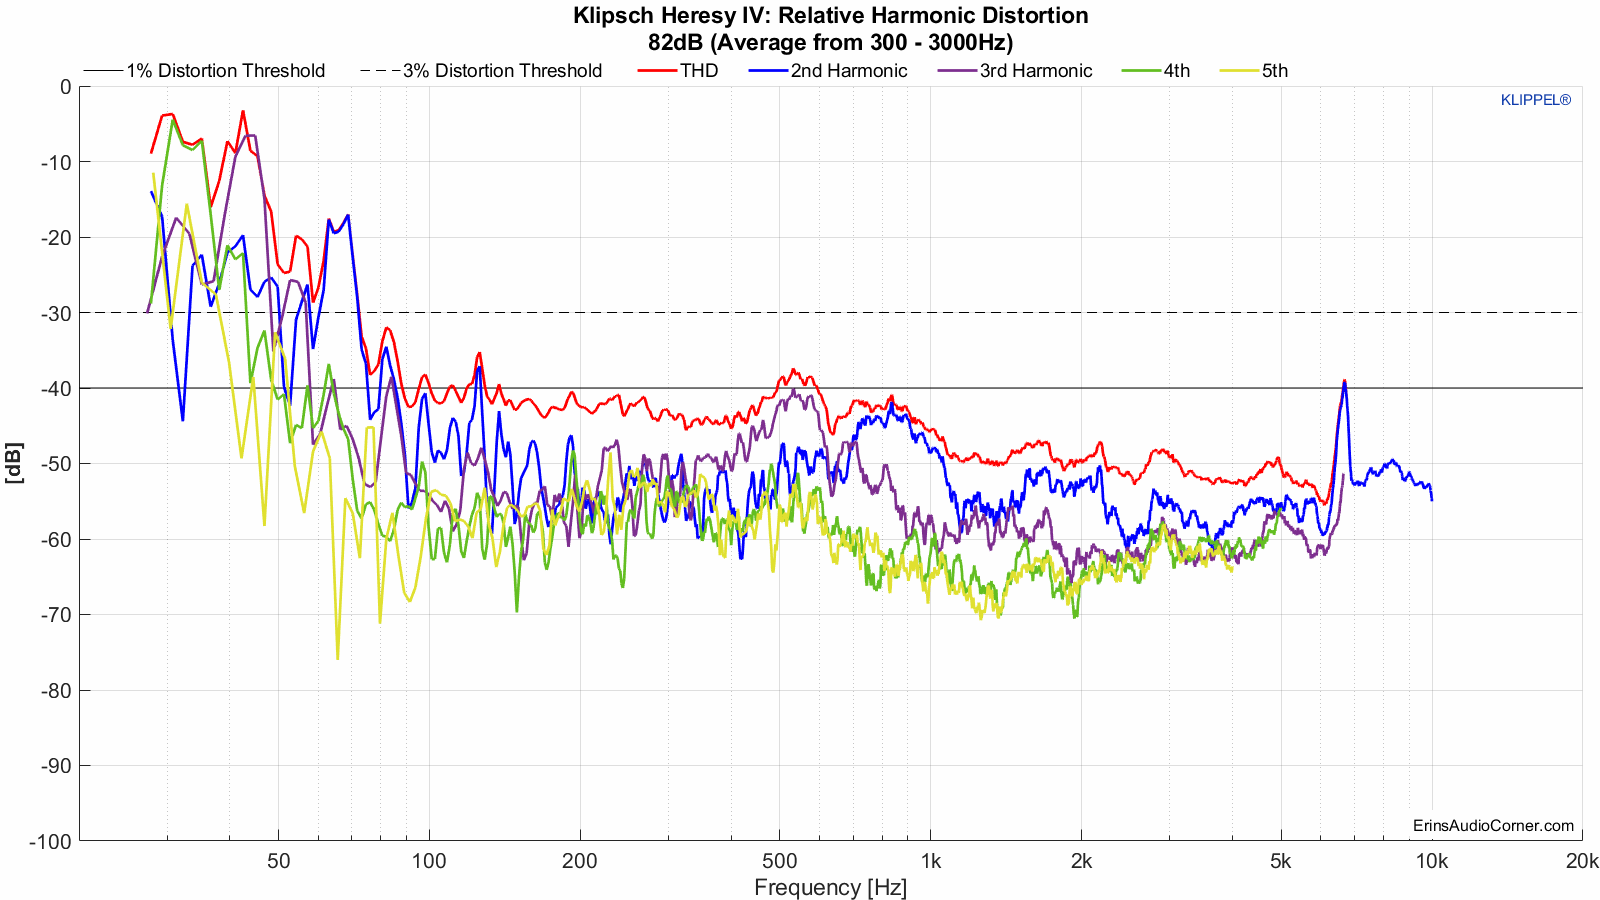 Klipsch Heresy IV: Relative Harmonic Distortion
82dB (Average from 300 - 3000Hz)
1% Distortion Threshold 3% Distortion Threshold THD 2nd Harmonic 3rd Harmonic 4th 5th
KLIPPEL®
0
-10
-20
-30
-40
-50
-60
-70
-80
-90
-100
[dB]
ErinsAudioCorner.com
50 100 200 500 1k 2k 5k 10k 20k
Frequency [Hz]